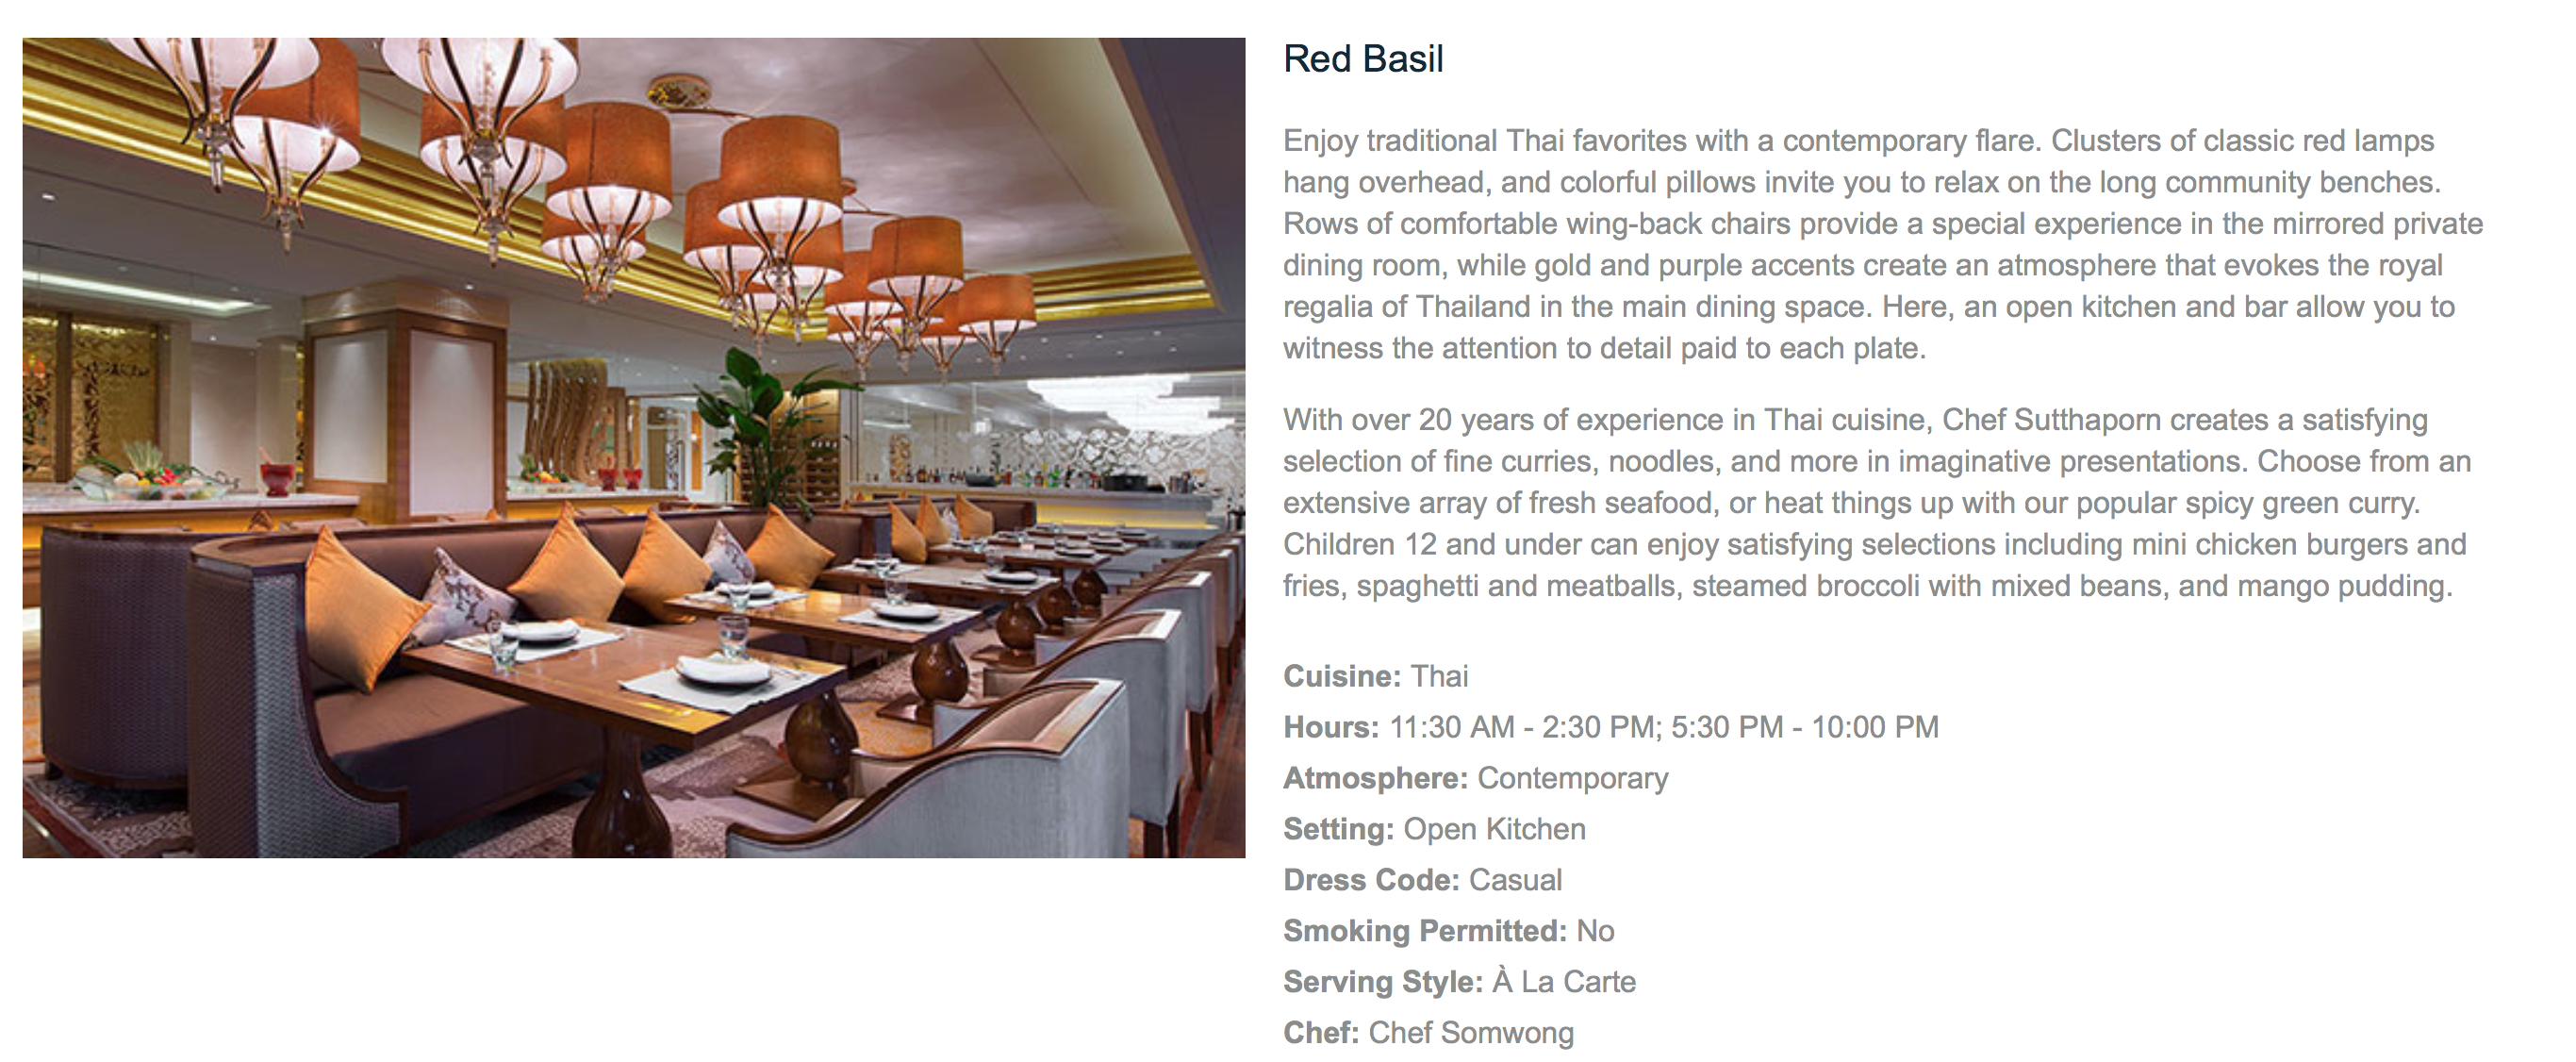 Red Basil
Enjoy traditional Thai favorites with a contemporary flare. Clusters of classic red lamps
hang overhead, and colorful pillows invite you to relax on the long community benches.
Rows of comfortable wing-back chairs provide a special experience in the mirrored private
dining room, while gold and purple accents create an atmosphere that evokes the royal
regalia of Thailand in the main dining space. Here, an open kitchen and bar allow you to
witness the attention to detail paid to each plate.
With over 20 years of experience in Thai cuisine, Chef Sutthaporn creates a satisfying
selection of fine curries, noodles, and more in imaginative presentations. Choose from an
extensive array of fresh seafood, or heat things up with our popular spicy green curry.
Children 12 and under can enjoy satisfying selections including mini chicken burgers and
fries, spaghetti and meatballs, steamed broccoli with mixed beans, and mango pudding.
Cuisine: Thai
Hours: 11:30 AM - 2:30 PM; 5:30 PM - 10:00 PM
Atmosphere: Contemporary
Setting: Open Kitchen
Dress Code: Casual
Smoking Permitted: No
Serving Style: À La Carte
Chef: Chef Somwong